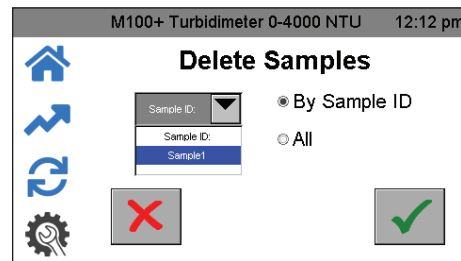 M100+ Turbidimeter 0-4000 NTU 12:12 pm
Delete Samples
Sample ID:
Sample ID:
Sample1
By Sample ID
All